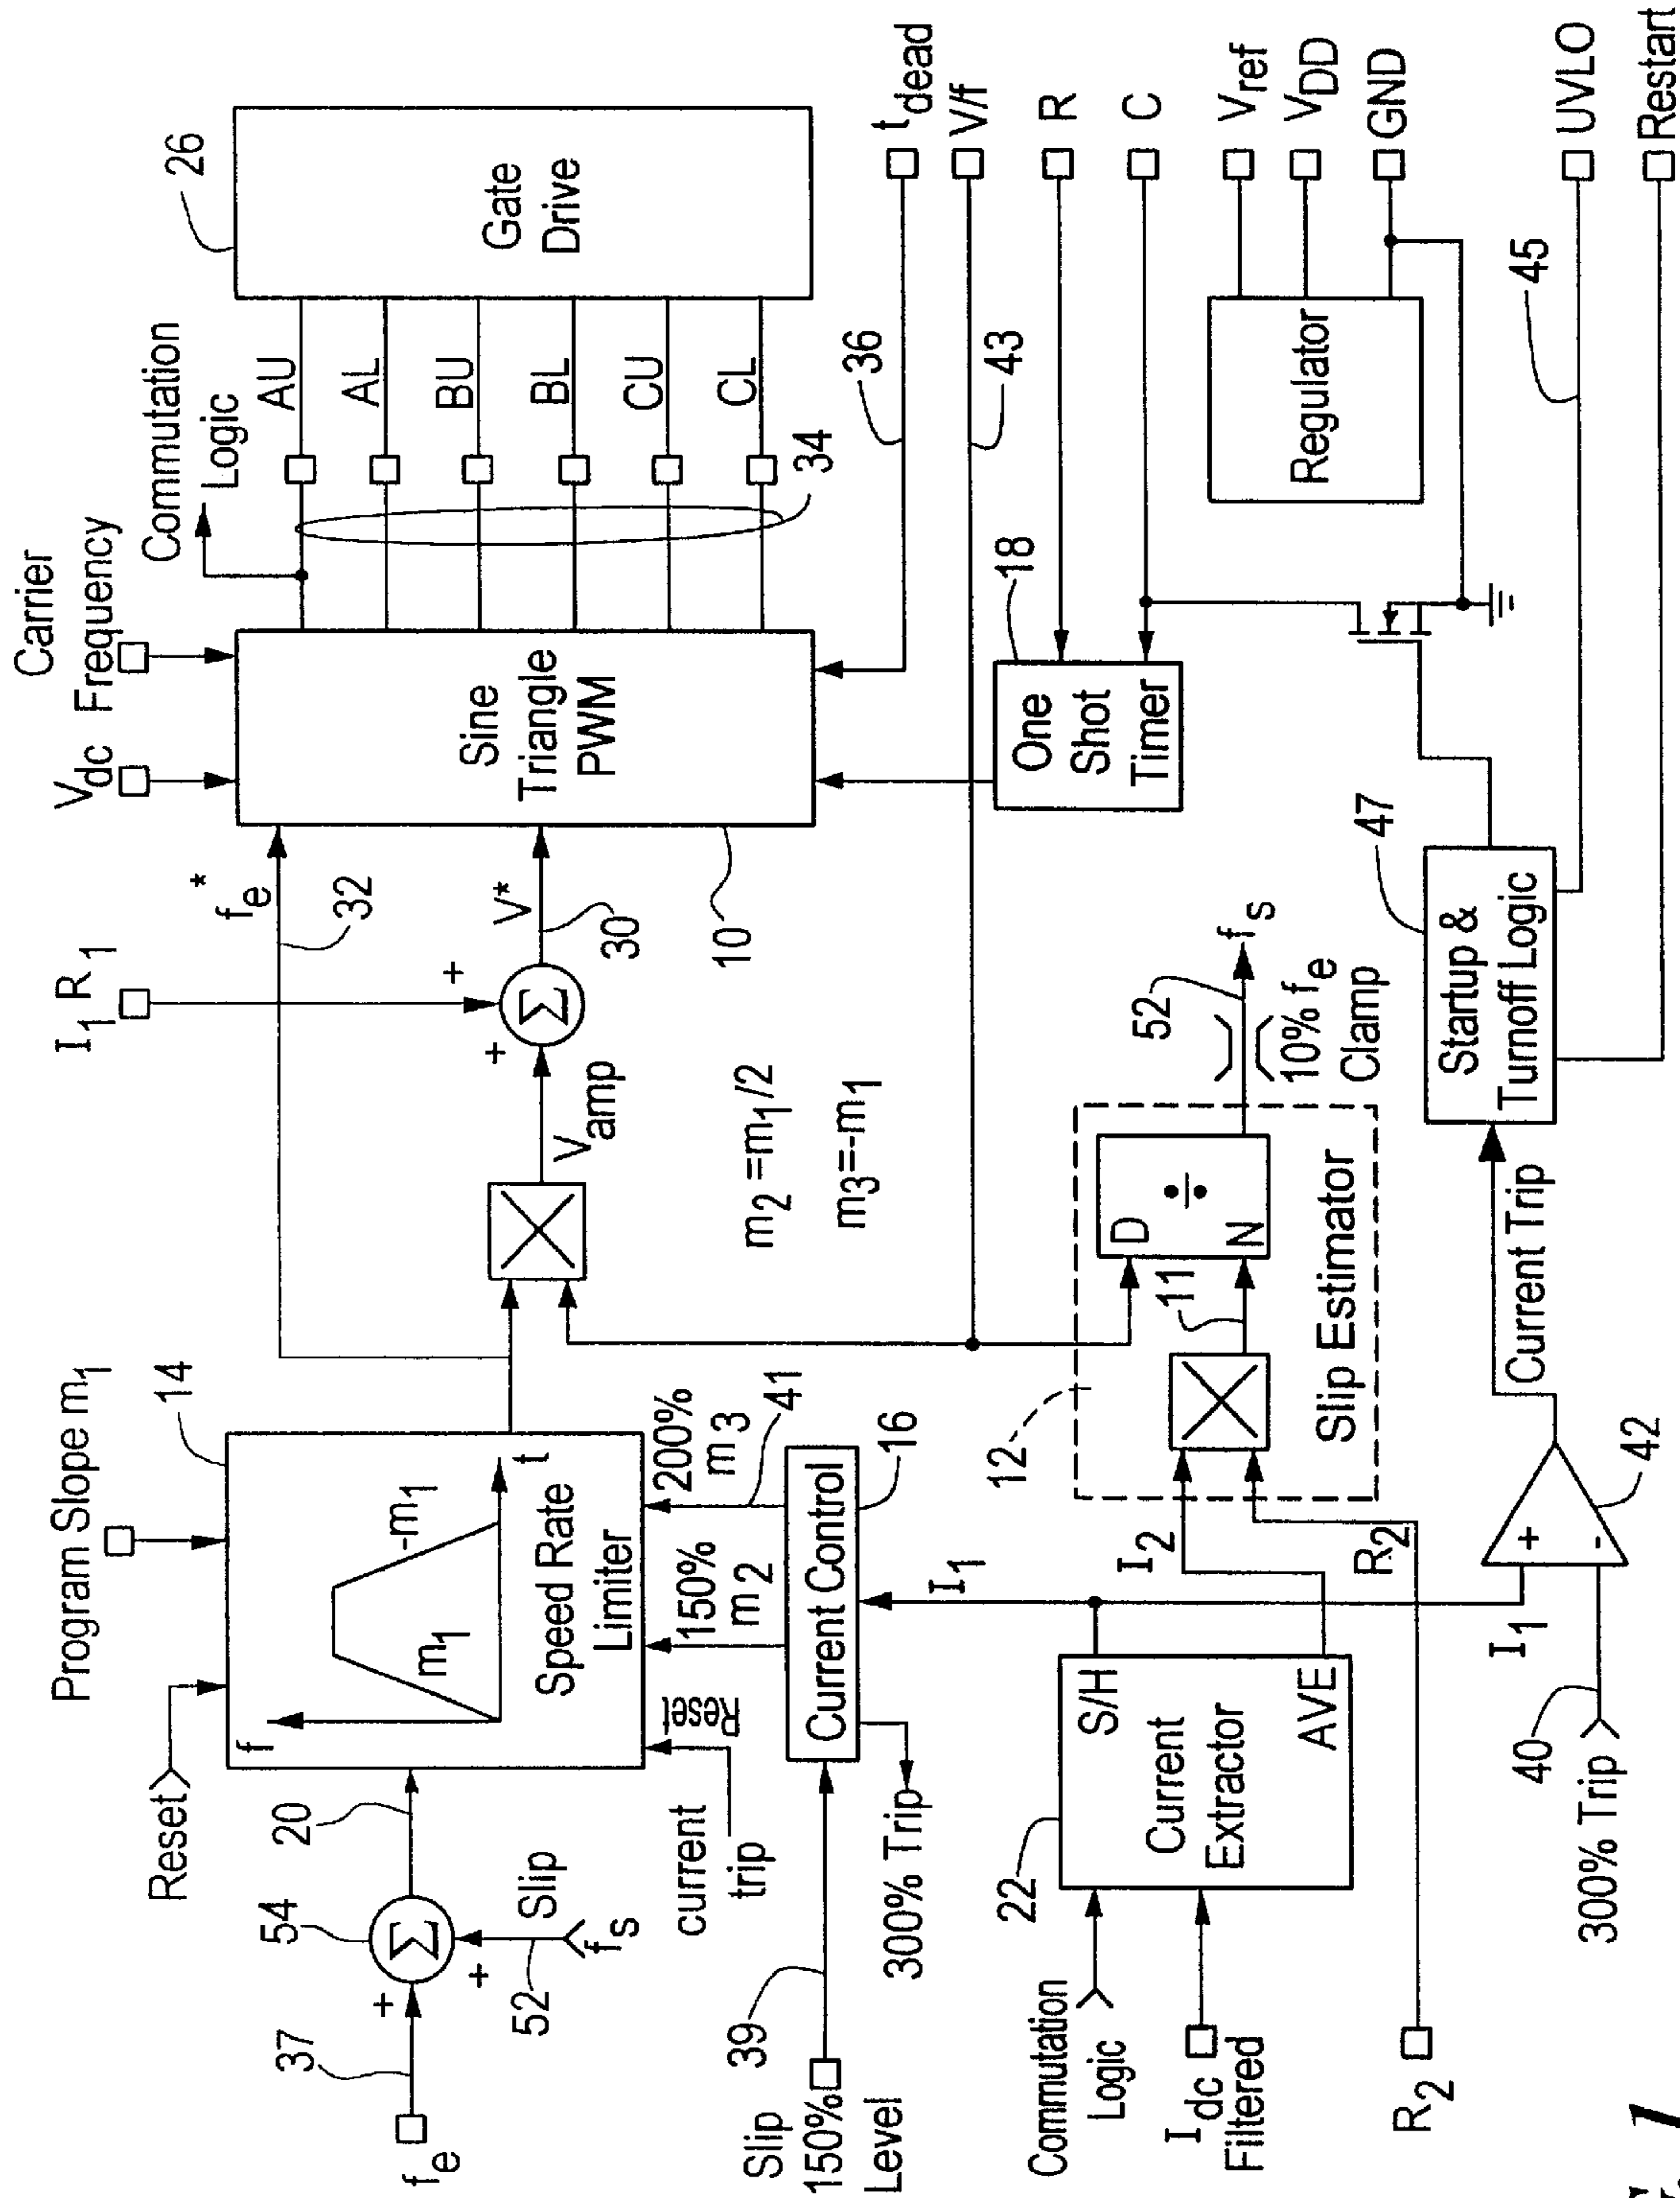 Carrier
Frequency
V dc
I1 R1
Program Slope m1
Reset
14
f
m1
-m1
t
Speed Rate
Limiter
20
54
Σ
+
+
37
fe
52
Slip
fs
current
trip
Reset
150%
m2
200%
m3
41
16
Current Control
39
Slip
150%
Level
300% Trip
fe*
32
Vamp
+
+
Σ
V*
30
10
m2 =m1/2
m3=-m1
Sine
Triangle
PWM
Commutation
Logic
AU
AL
BU
BL
CU
CL
34
26
Gate
Drive
tdead
V/f
R
C
Vref
VDD
GND
UVLO
Restart
36
43
45
18
One
Shot
Timer
Regulator
12
D
N
÷
11
Slip Estimator
52
fs
10% fe
Clamp
I1
I2
R2
22
S/H
Current
Extractor
AVE
Commutation
Logic
Idc
Filtered
R2
I1
40
300% Trip
+
-
42
Current Trip
47
Startup &
Turnoff Logic
1